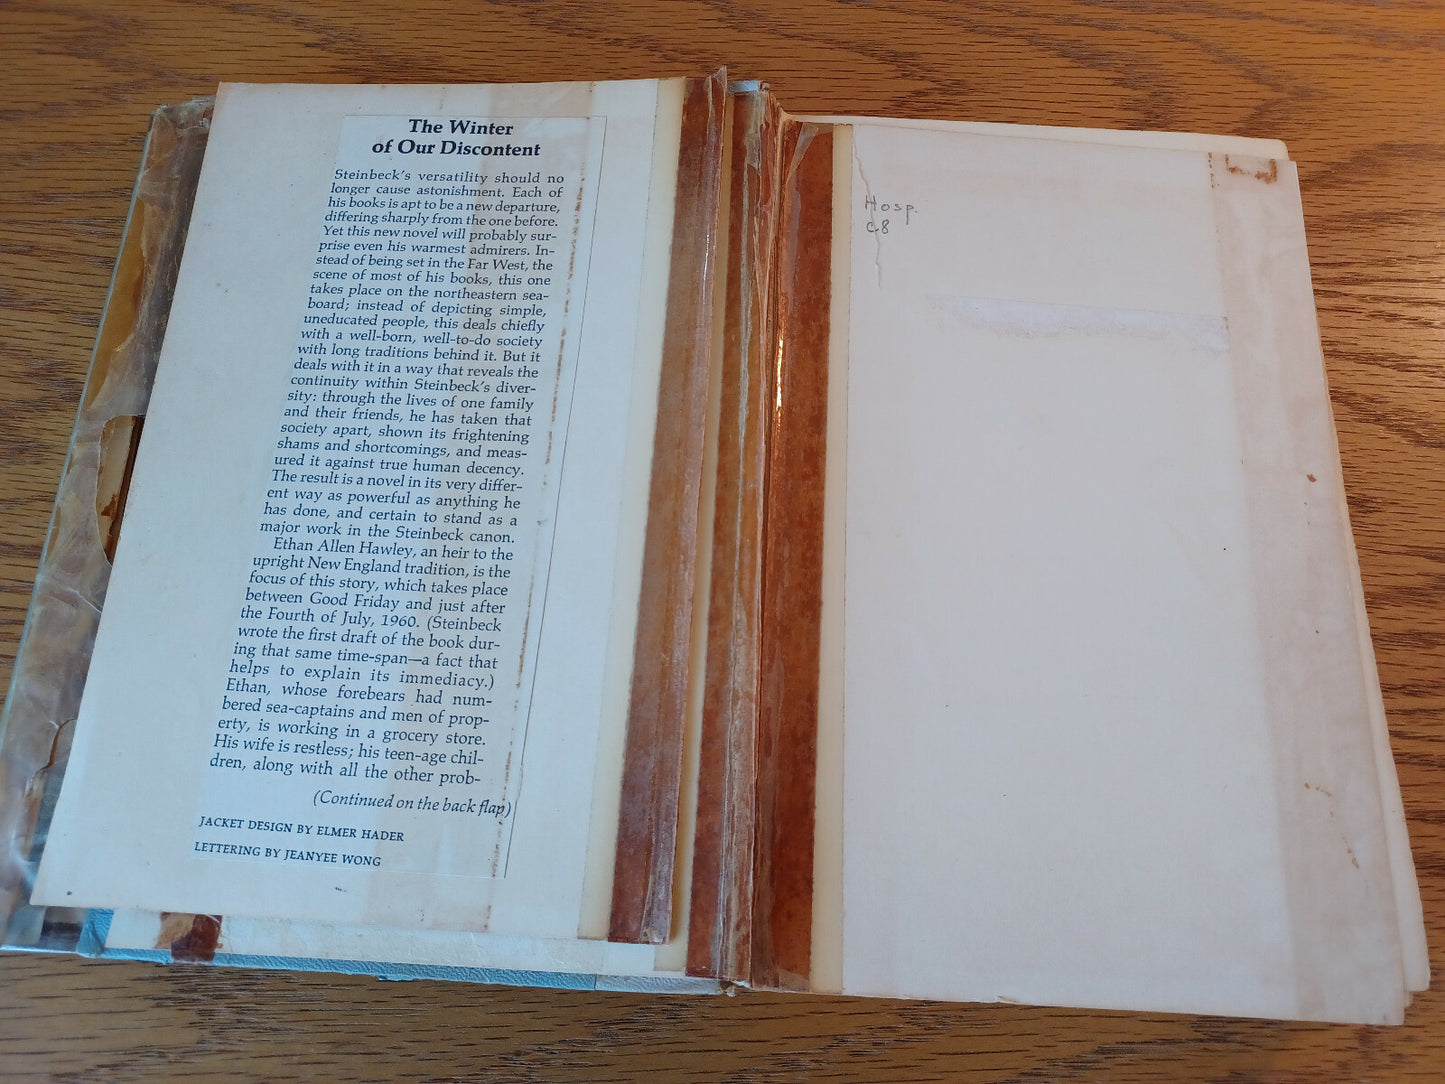 The Winter
of Our Discontent
Steinbeck's versatility should no
longer cause astonishment. Each of
his books is apt to be a new departure,
differing sharply from the one before.
Yet this new novel will probably sur-
prise even his warmest admirers. In-
stead of being set in the Far West, the
scene of most of his books, this one
takes place on the northeastern sea-
board; instead of depicting simple,
uneducated people, this deals chiefly
with a well-born, well-to-do society
with long traditions behind it. But it
deals with it in a way that reveals the
continuity within Steinbeck's diver-
sity: through the lives of one family
and their friends, he has taken that
society apart, shown its frightening
shams and shortcomings, and meas-
ured it against true human decency.
The result is a novel in its very differ-
ent way as powerful as anything he
has done, and certain to stand as a
major work in the Steinbeck canon.
Ethan Allen Hawley, an heir to the
upright New England tradition, is the
focus of this story, which takes place
between Good Friday and just after
the Fourth of July, 1960. (Steinbeck
wrote the first draft of the book dur-
ing that same time-span—a fact that
helps to explain its immediacy.)
Ethan, whose forebears had num-
bered sea-captains and men of prop-
erty, is working in a grocery store.
His wife is restless; his teen-age chil-
dren, along with all the other prob-
(Continued on the back flap)
JACKET DESIGN BY ELMER HADER
LETTERING BY JEANYEE WONG
Hosp.
c.8